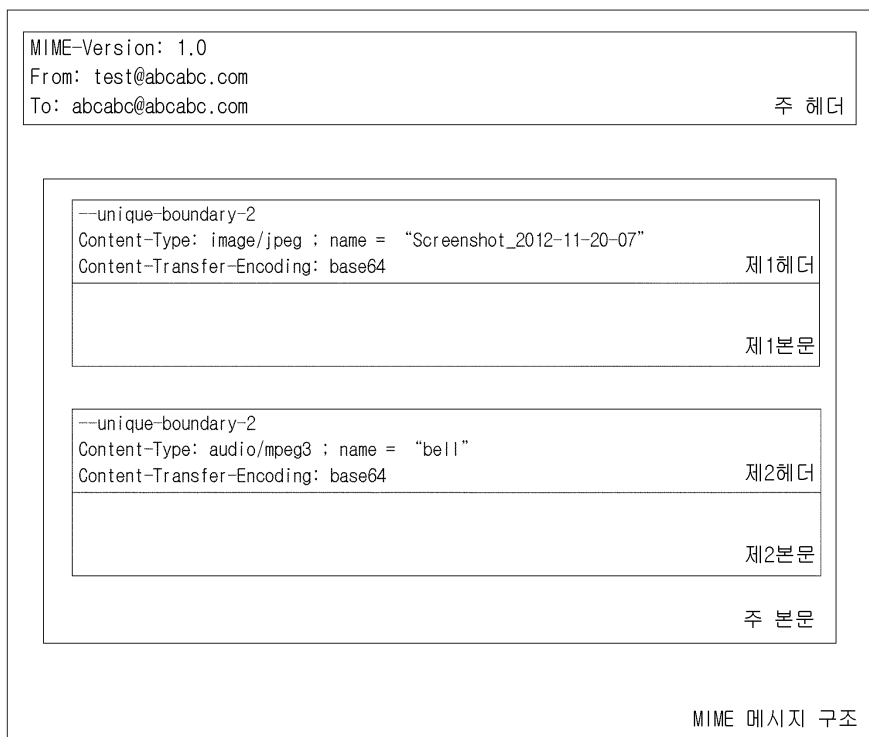 MIME-Version: 1.0
From: test@abcabc.com
To: abcabc@abcabc.com 주 헤더
--unique-boundary-2
Content-Type: image/jpeg ; name = “Screenshot_2012-11-20-07”
Content-Transfer-Encoding: base64 제1헤더
제1본문
--unique-boundary-2
Content-Type: audio/mpeg3 ; name = “bell”
Content-Transfer-Encoding: base64 제2헤더
제2본문
주 본문
MIME 메시지 구조